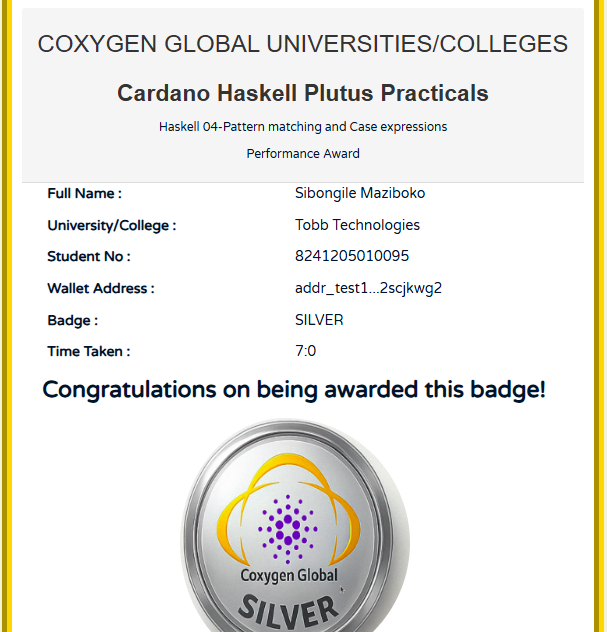 COXYGEN GLOBAL UNIVERSITIES/COLLEGES
Cardano Haskell Plutus Practicals
Haskell 04-Pattern matching and Case expressions
Performance Award
Full Name : Sibongile Maziboko
University/College : Tobb Technologies
Student No : 8241205010095
Wallet Address : addr_test1...2scjkwg2
Badge : SILVER
Time Taken : 7:0
Congratulations on being awarded this badge!
Coxygen Global
SILVER